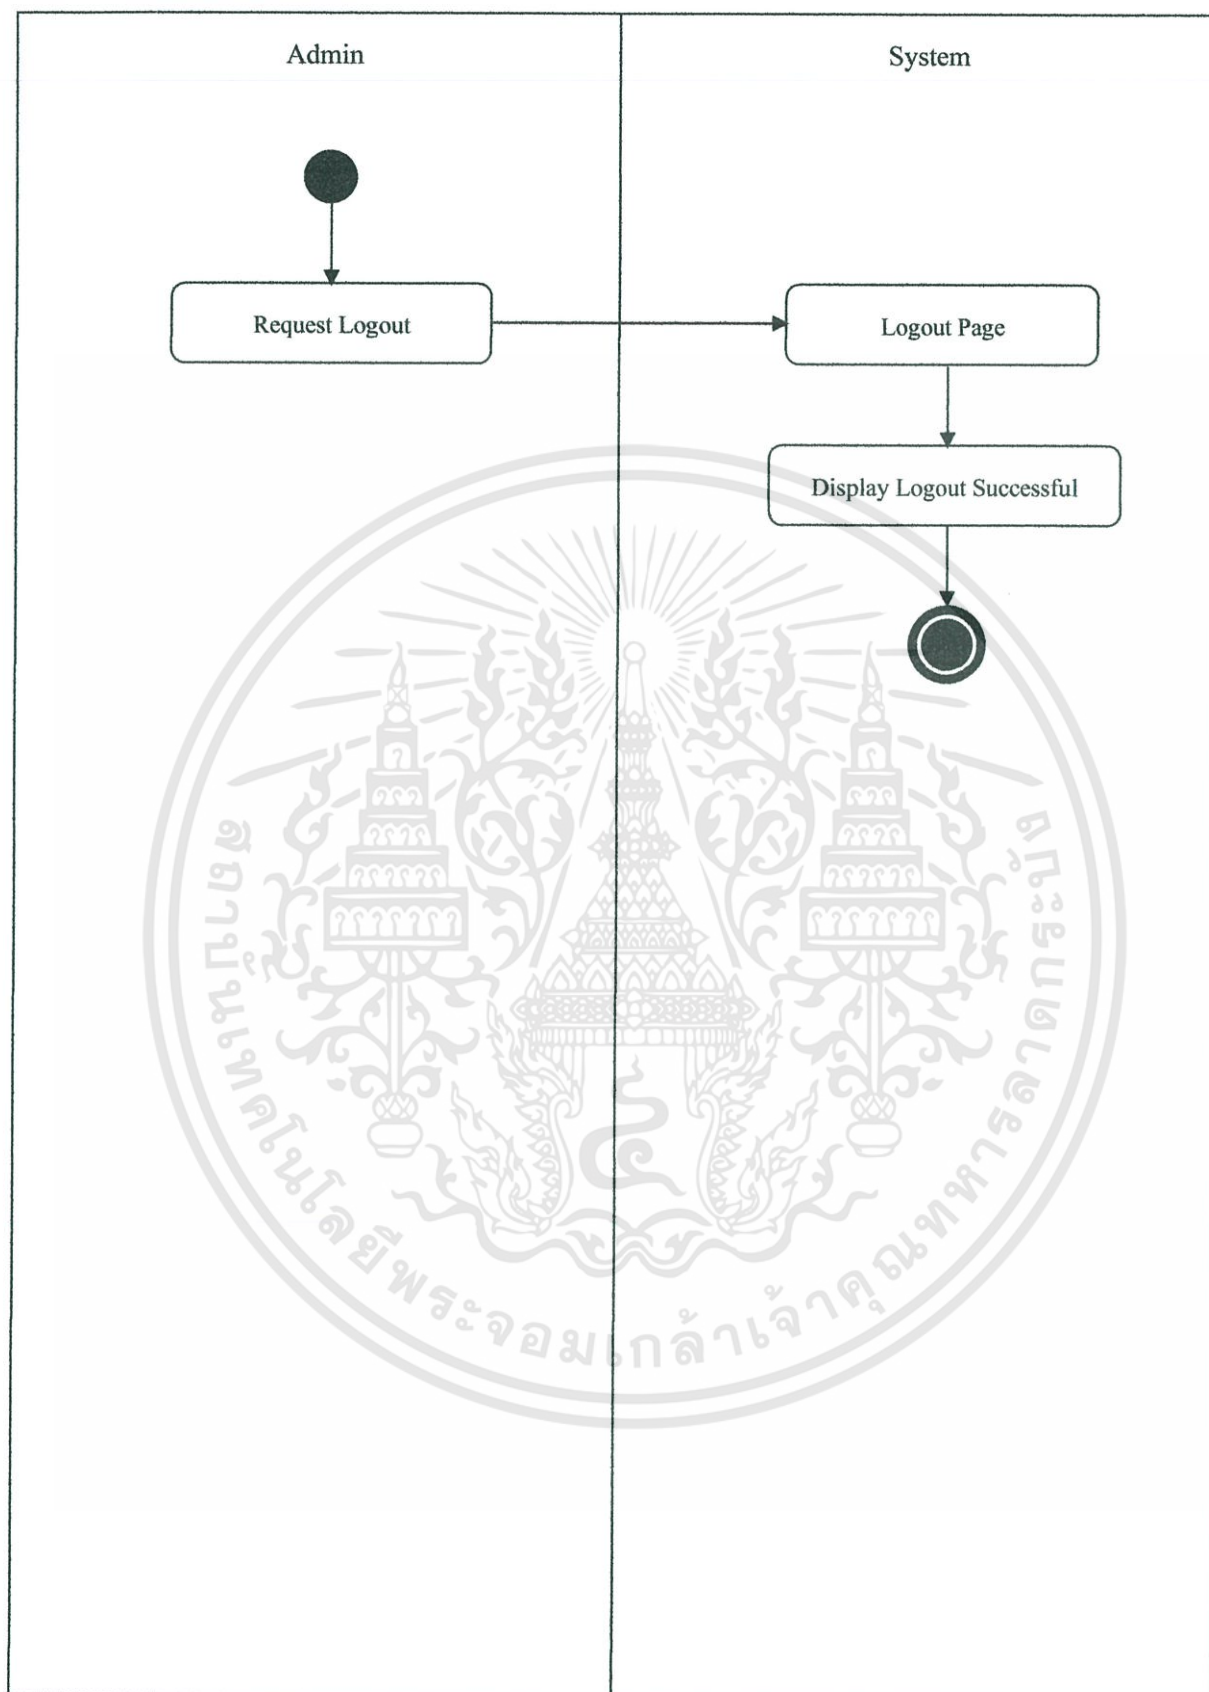 Admin
System
Request Logout
Logout Page
Display Logout Successful
สถาบันเทคโนโลยีพระจอมเกล้าเจ้าคุณทหารลาดกระบัง
๔